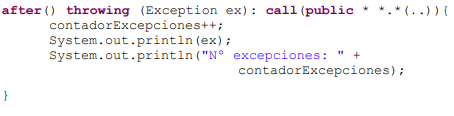 after() throwing (Exception ex): call(public * *.*(..)){
contadorExcepciones++;
System.out.println(ex);
System.out.println("Nº excepciones: " +
contadorExcepciones);
}